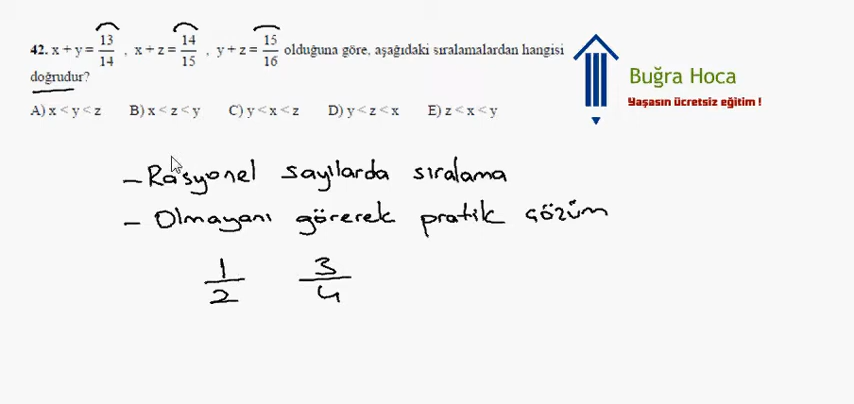 42. x + y = 13/14 , x + z = 14/15 , y + z = 15/16 olduğuna göre, aşağıdaki sıralamalardan hangisi
doğrudur?
A) x < y < z B) x < z < y C) y < x < z D) y < z < x E) z < x < y
Buğra Hoca
Yaşasın ücretsiz eğitim !
- Rasyonel sayılarda sıralama
- Olmayanı görerek pratik çözüm
1/2 3/4